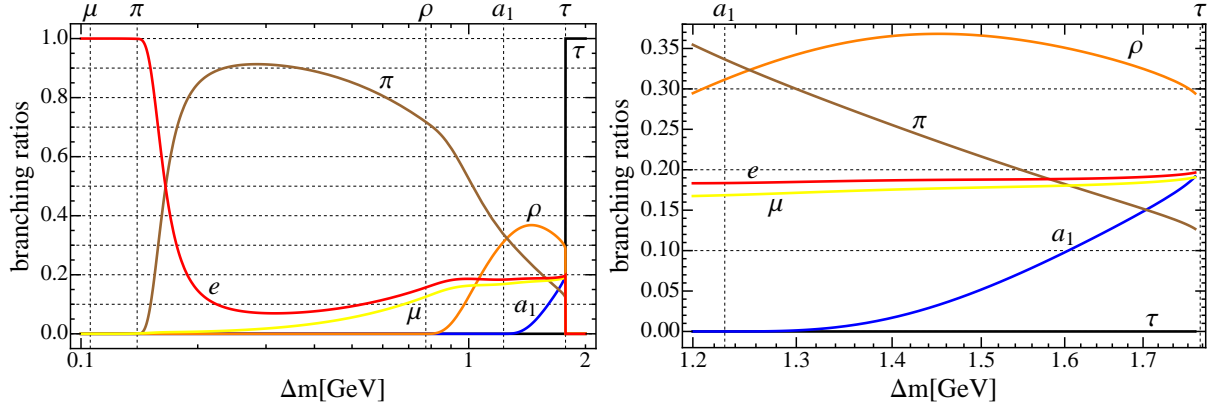 μ π ρ a₁ τ
1.0
0.8
0.6
0.4
0.2
0.0
branching ratios
τ
π
ρ
e
μ
a₁
0.1 1 2
Δm[GeV]
a₁ τ
0.35
0.30
0.25
0.20
0.15
0.10
0.05
0.00
branching ratios
ρ
π
e
μ
a₁
τ
1.2 1.3 1.4 1.5 1.6 1.7
Δm[GeV]